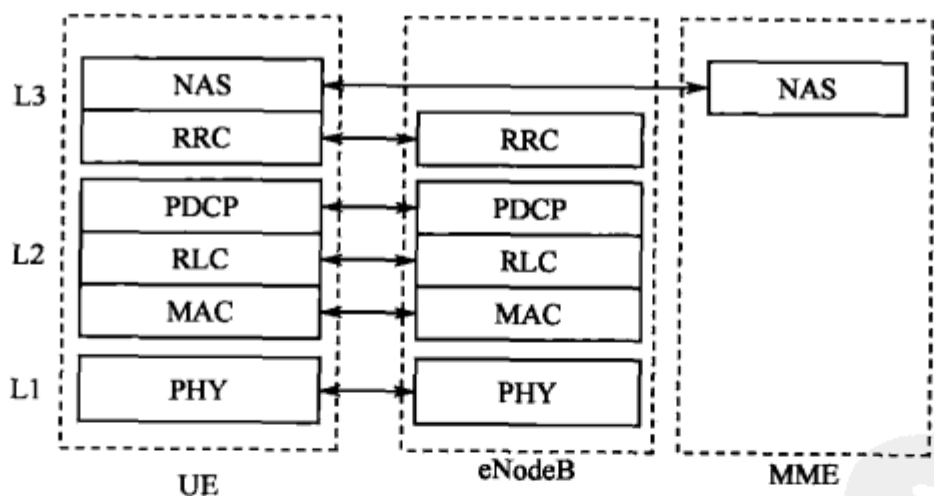 L3 NAS NAS
RRC RRC
PDCP PDCP
L2 RLC RLC
MAC MAC
L1 PHY PHY
UE eNodeB MME